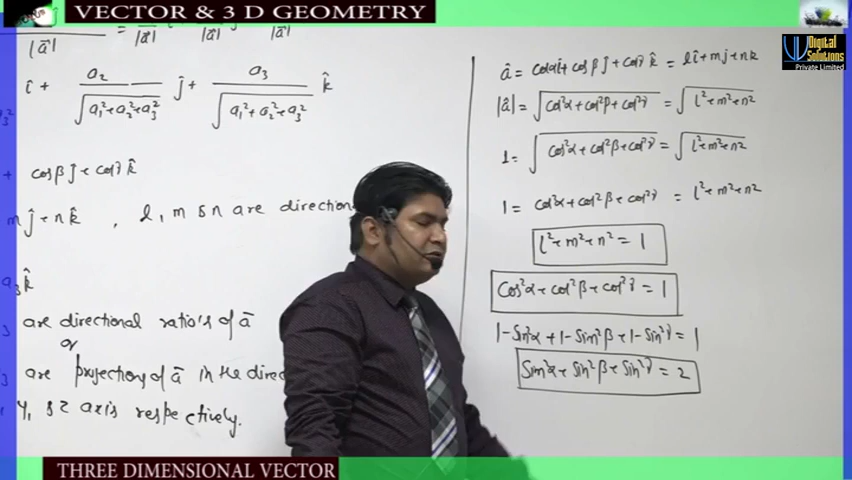 VECTOR & 3 D GEOMETRY
Digital
Solutions
Private Limited
|ā| = |ā| |ā| |ā|
î + a₂/√(a₁²+a₂²+a₃²) ĵ + a₃/√(a₁²+a₂²+a₃²) k̂
+ cosβ ĵ + cosγ k̂
m ĵ + n k̂ , l, m & n are direction
a₃ k̂
are directional ratio's of ā
or
are projection of ā in the direc
y, & z axis respectively.
â = cosα î + cosβ ĵ + cosγ k̂ = l î + m ĵ + n k̂
|â| = √(cos²α + cos²β + cos²γ) = √(l² + m² + n²)
1 = √(cos²α + cos²β + cos²γ) = √(l² + m² + n²)
1 = cos²α + cos²β + cos²γ = l² + m² + n²
l² + m² + n² = 1
cos²α + cos²β + cos²γ = 1
1 - Sin²α + 1 - Sin²β + 1 - Sin²γ = 1
Sin²α + Sin²β + Sin²γ = 2
THREE DIMENSIONAL VECTOR